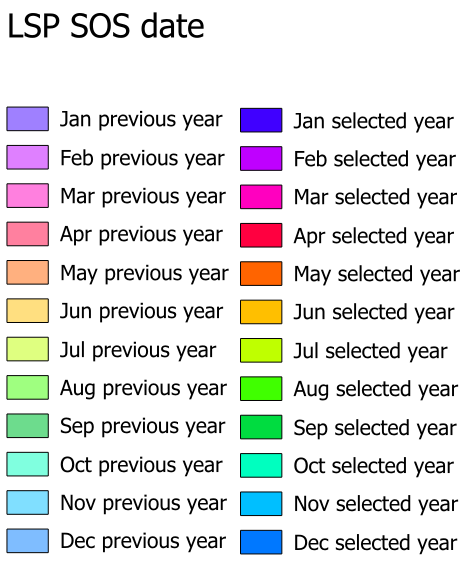 LSP SOS date
Jan previous year
Feb previous year
Mar previous year
Apr previous year
May previous year
Jun previous year
Jul previous year
Aug previous year
Sep previous year
Oct previous year
Nov previous year
Dec previous year
Jan selected year
Feb selected year
Mar selected year
Apr selected year
May selected year
Jun selected year
Jul selected year
Aug selected year
Sep selected year
Oct selected year
Nov selected year
Dec selected year